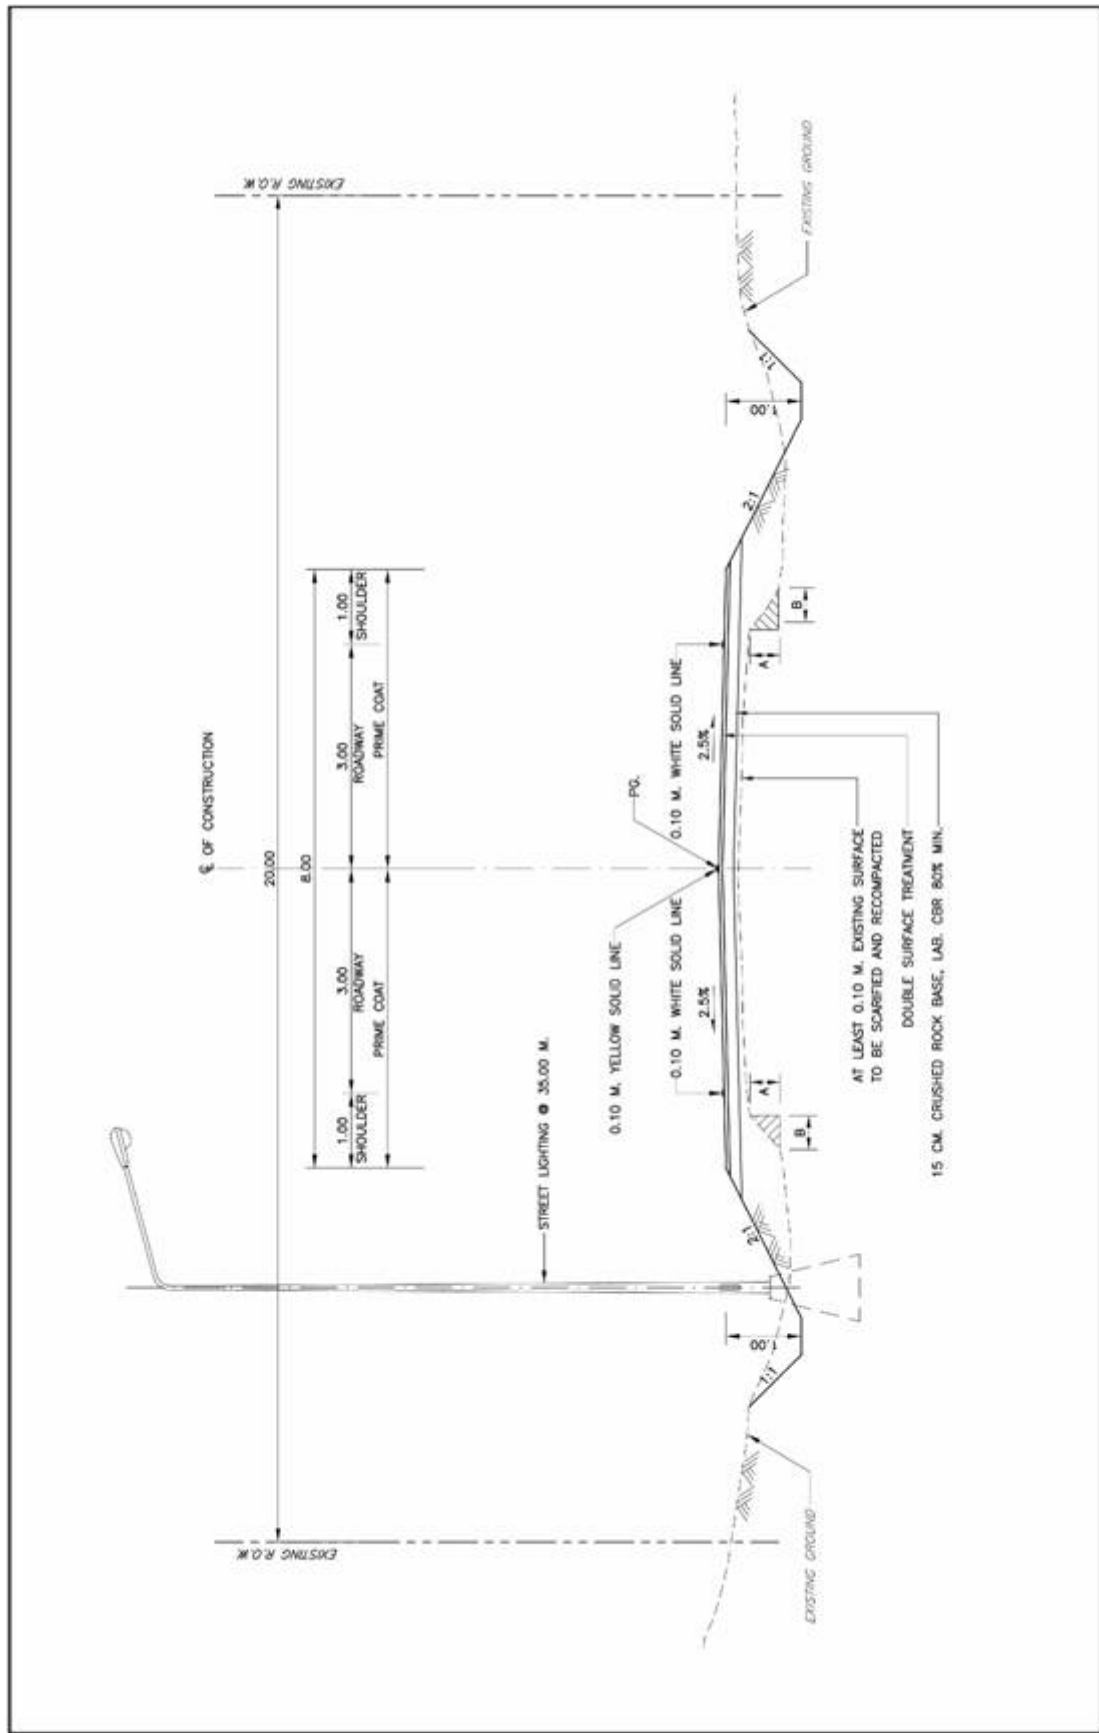 EXISTING R.O.W.
EXISTING R.O.W.
℄ OF CONSTRUCTION
20.00
8.00
1.00
SHOULDER
3.00
ROADWAY
3.00
ROADWAY
1.00
SHOULDER
PRIME COAT
PRIME COAT
STREET LIGHTING @ 35.00 M.
0.10 M. YELLOW SOLID LINE
PG.
0.10 M. WHITE SOLID LINE
0.10 M. WHITE SOLID LINE
2.5%
2.5%
1.00
1:1
2:1
2:1
1.00
1:1
A
B
A
B
EXISTING GROUND
EXISTING GROUND
AT LEAST 0.10 M. EXISTING SURFACE
TO BE SCARIFIED AND RECOMPACTED
DOUBLE SURFACE TREATMENT
15 CM. CRUSHED ROCK BASE, LAB. CBR 80% MIN.